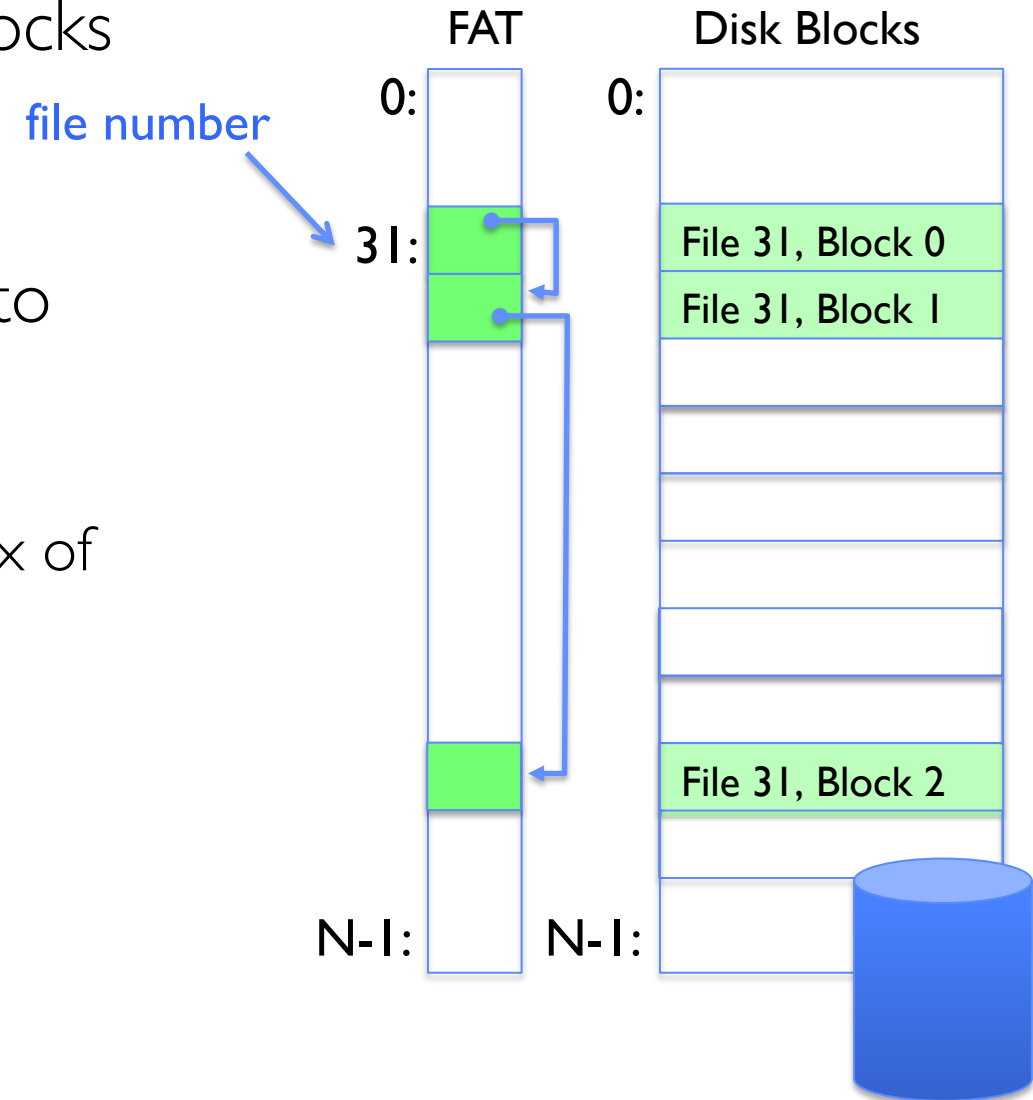 ocks
FAT
Disk Blocks
0:
0:
file number
31:
File 31, Block 0
to
File 31, Block 1
x of
File 31, Block 2
N-1:
N-1: